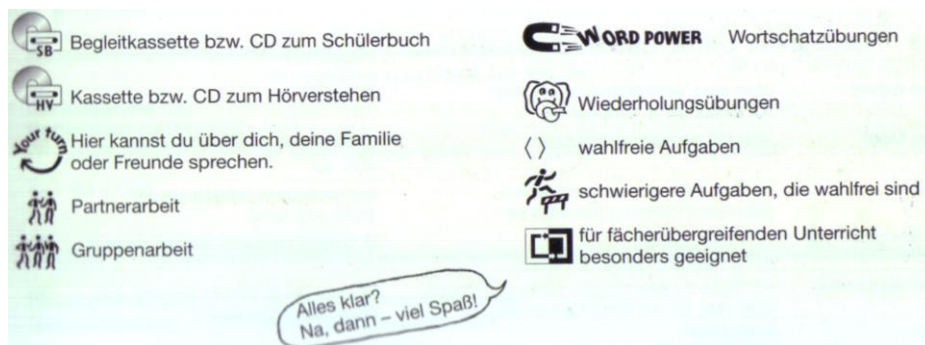 SB Begleitkassette bzw. CD zum Schülerbuch
HV Kassette bzw. CD zum Hörverstehen
Your turn Hier kannst du über dich, deine Familie
oder Freunde sprechen.
Partnerarbeit
Gruppenarbeit
WORD POWER Wortschatzübungen
Wiederholungsübungen
⟨ ⟩ wahlfreie Aufgaben
schwierigere Aufgaben, die wahlfrei sind
für fächerübergreifenden Unterricht
besonders geeignet
Alles klar?
Na, dann – viel Spaß!